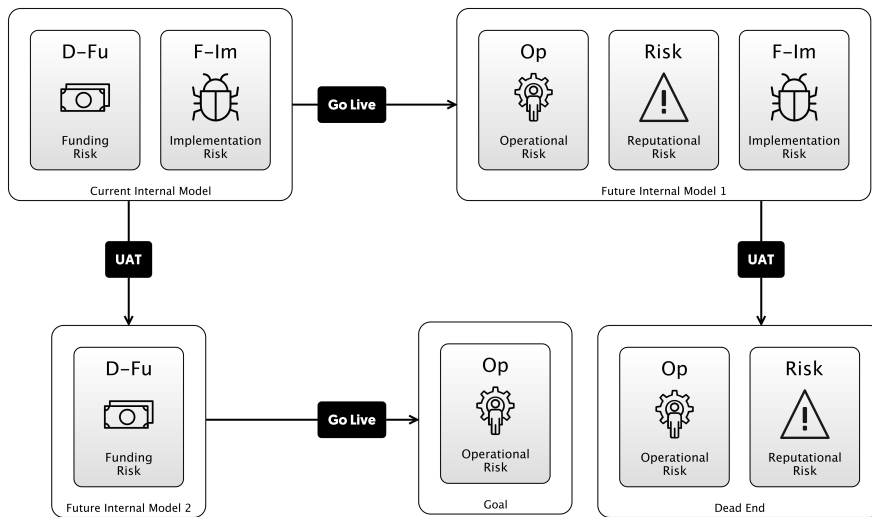 D-Fu
Funding
Risk
F-Im
Implementation
Risk
Current Internal Model
Go Live
Op
Operational
Risk
Risk
Reputational
Risk
F-Im
Implementation
Risk
Future Internal Model 1
UAT
UAT
D-Fu
Funding
Risk
Future Internal Model 2
Go Live
Op
Operational
Risk
Goal
Op
Operational
Risk
Risk
Reputational
Risk
Dead End